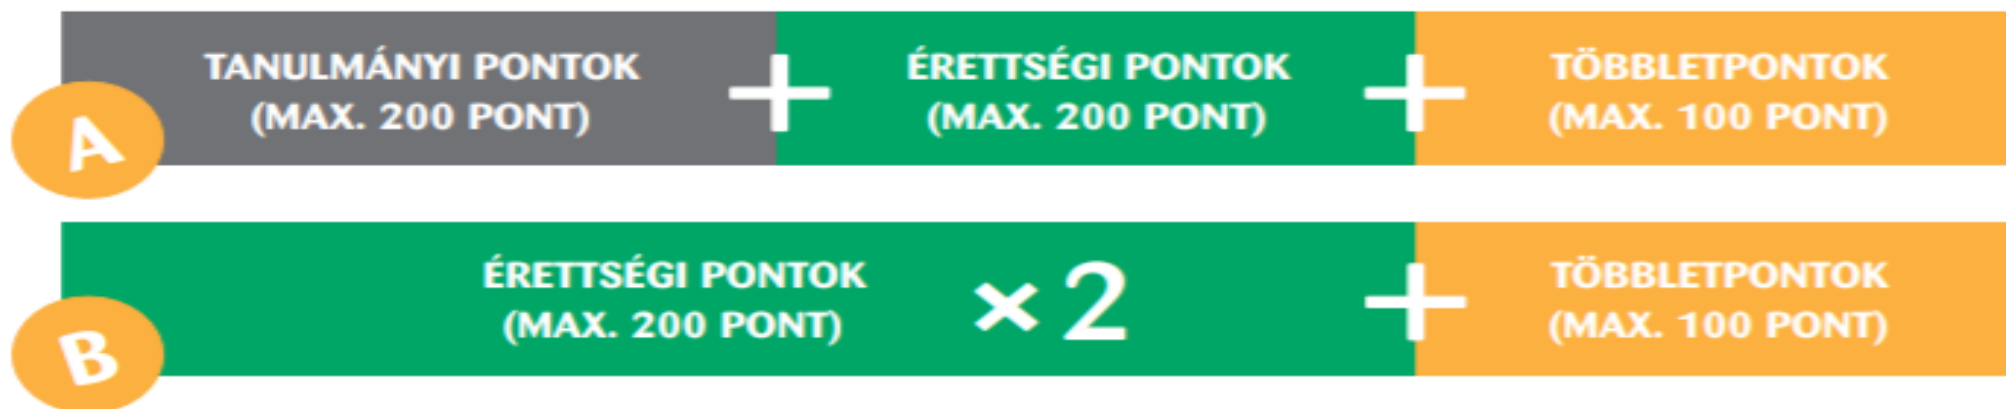 A
TANULMÁNYI PONTOK
(MAX. 200 PONT)
+
ÉRETTSÉGI PONTOK
(MAX. 200 PONT)
+
TÖBBLETPONTOK
(MAX. 100 PONT)
B
ÉRETTSÉGI PONTOK
(MAX. 200 PONT)
× 2
+
TÖBBLETPONTOK
(MAX. 100 PONT)